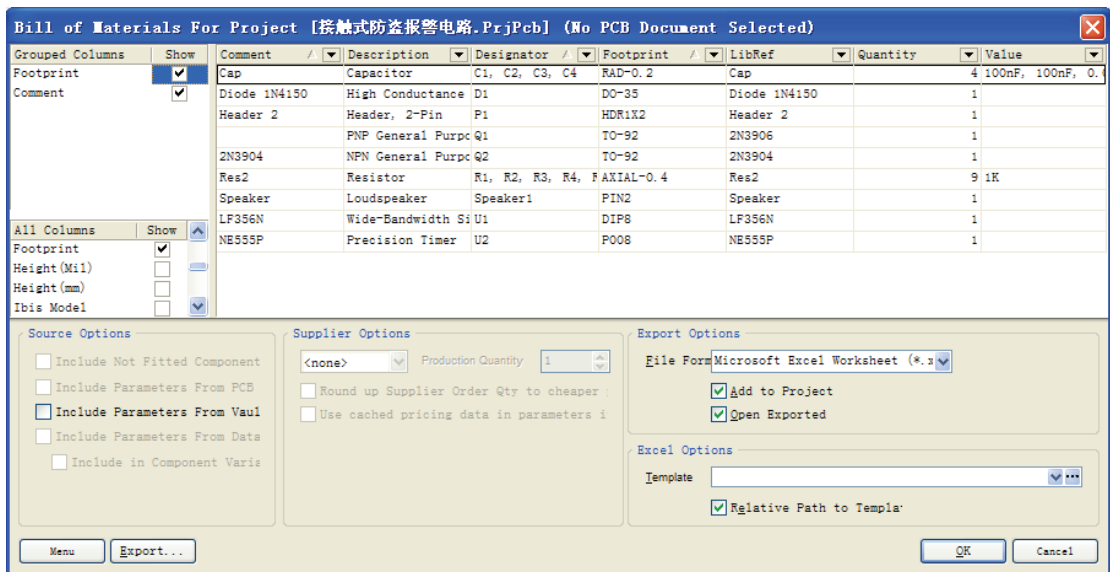 Bill of Materials For Project [接触式防盗报警电路.PrjPcb] (No PCB Document Selected)
Grouped Columns Show Comment Description Designator Footprint LibRef Quantity Value
Footprint Cap Capacitor C1, C2, C3, C4 RAD-0.2 Cap 4 100nF, 100nF, 0.
Comment Diode 1N4150 High Conductance D1 DO-35 Diode 1N4150 1
Header 2 Header, 2-Pin P1 HDR1X2 Header 2 1
PNP General Purpo Q1 TO-92 2N3906 1
2N3904 NPN General Purpo Q2 TO-92 2N3904 1
Res2 Resistor R1, R2, R3, R4, AXIAL-0.4 Res2 9 1K
Speaker Loudspeaker Speaker1 PIN2 Speaker 1
LF356N Wide-Bandwidth Si U1 DIP8 LF356N 1
All Columns Show
NE555P Precision Timer U2 P008 NE555P 1
Footprint
Height(Mil)
Height(mm)
Ibis Model
Source Options Supplier Options Export Options
Include Not Fitted Component <none> Production Quantity 1 File Form Microsoft Excel Worksheet (*.x
Include Parameters From PCB Round up Supplier Order Qty to cheaper Add to Project
Include Parameters From Vaul Use cached pricing data in parameters i Open Exported
Include Parameters From Data
Include in Component Varia
Excel Options
Template
Relative Path to Templa
Menu Export... OK Cancel